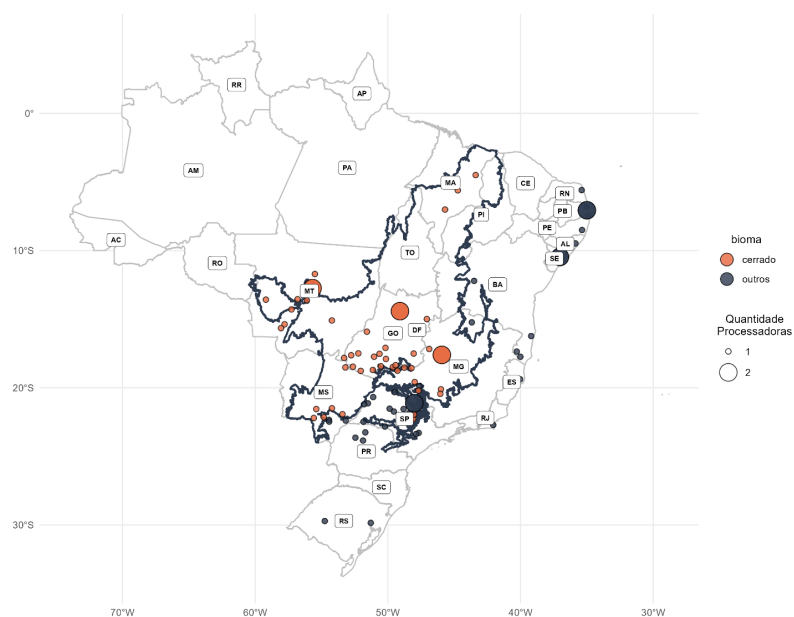 RR
AP
0°
AM
PA
MA
CE
RN
PB
PI
PE
AL
AC
10°S
RO
TO
SE
BA
MT
GO
DF
MG
20°S
MS
ES
SP
RJ
PR
SC
RS
30°S
70°W
60°W
50°W
40°W
30°W
bioma
cerrado
outros
Quantidade
Processadoras
1
2